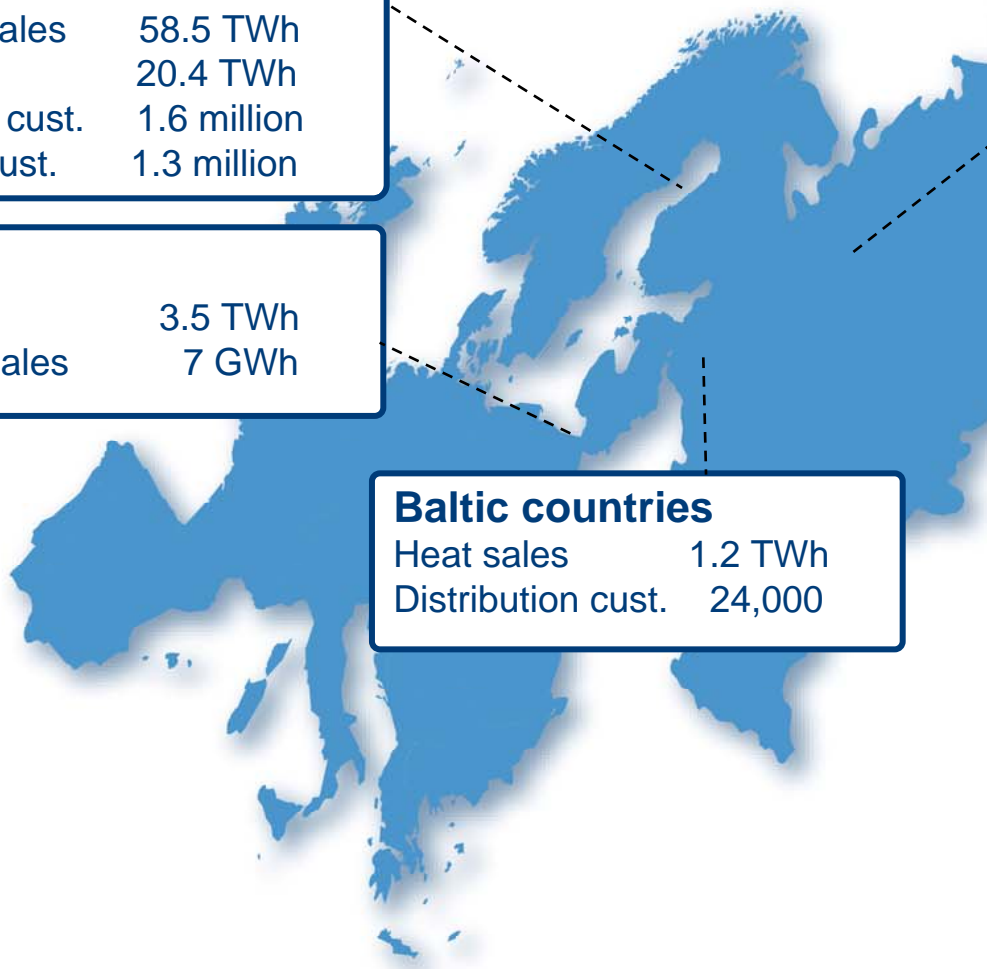 ales 58.5 TWh
20.4 TWh
cust. 1.6 million
ust. 1.3 million
3.5 TWh
ales 7 GWh
Baltic countries
Heat sales 1.2 TWh
Distribution cust. 24,000